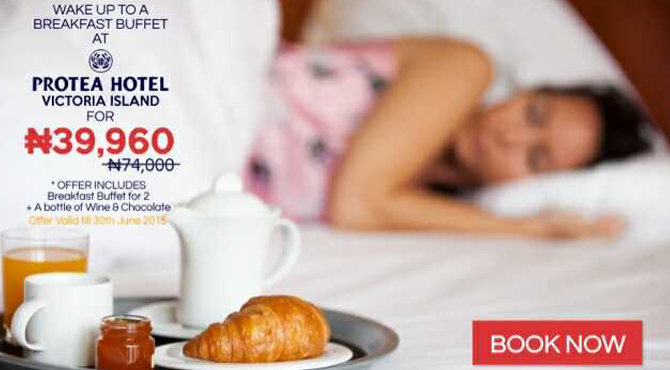 WAKE UP TO A
BREAKFAST BUFFET
AT
PROTEA HOTEL
VICTORIA ISLAND
FOR
₦39,960
₦74,000
* OFFER INCLUDES
Breakfast Buffet for 2
+ A bottle of Wine & Chocolate
Offer Valid till 30th June 2015
BOOK NOW